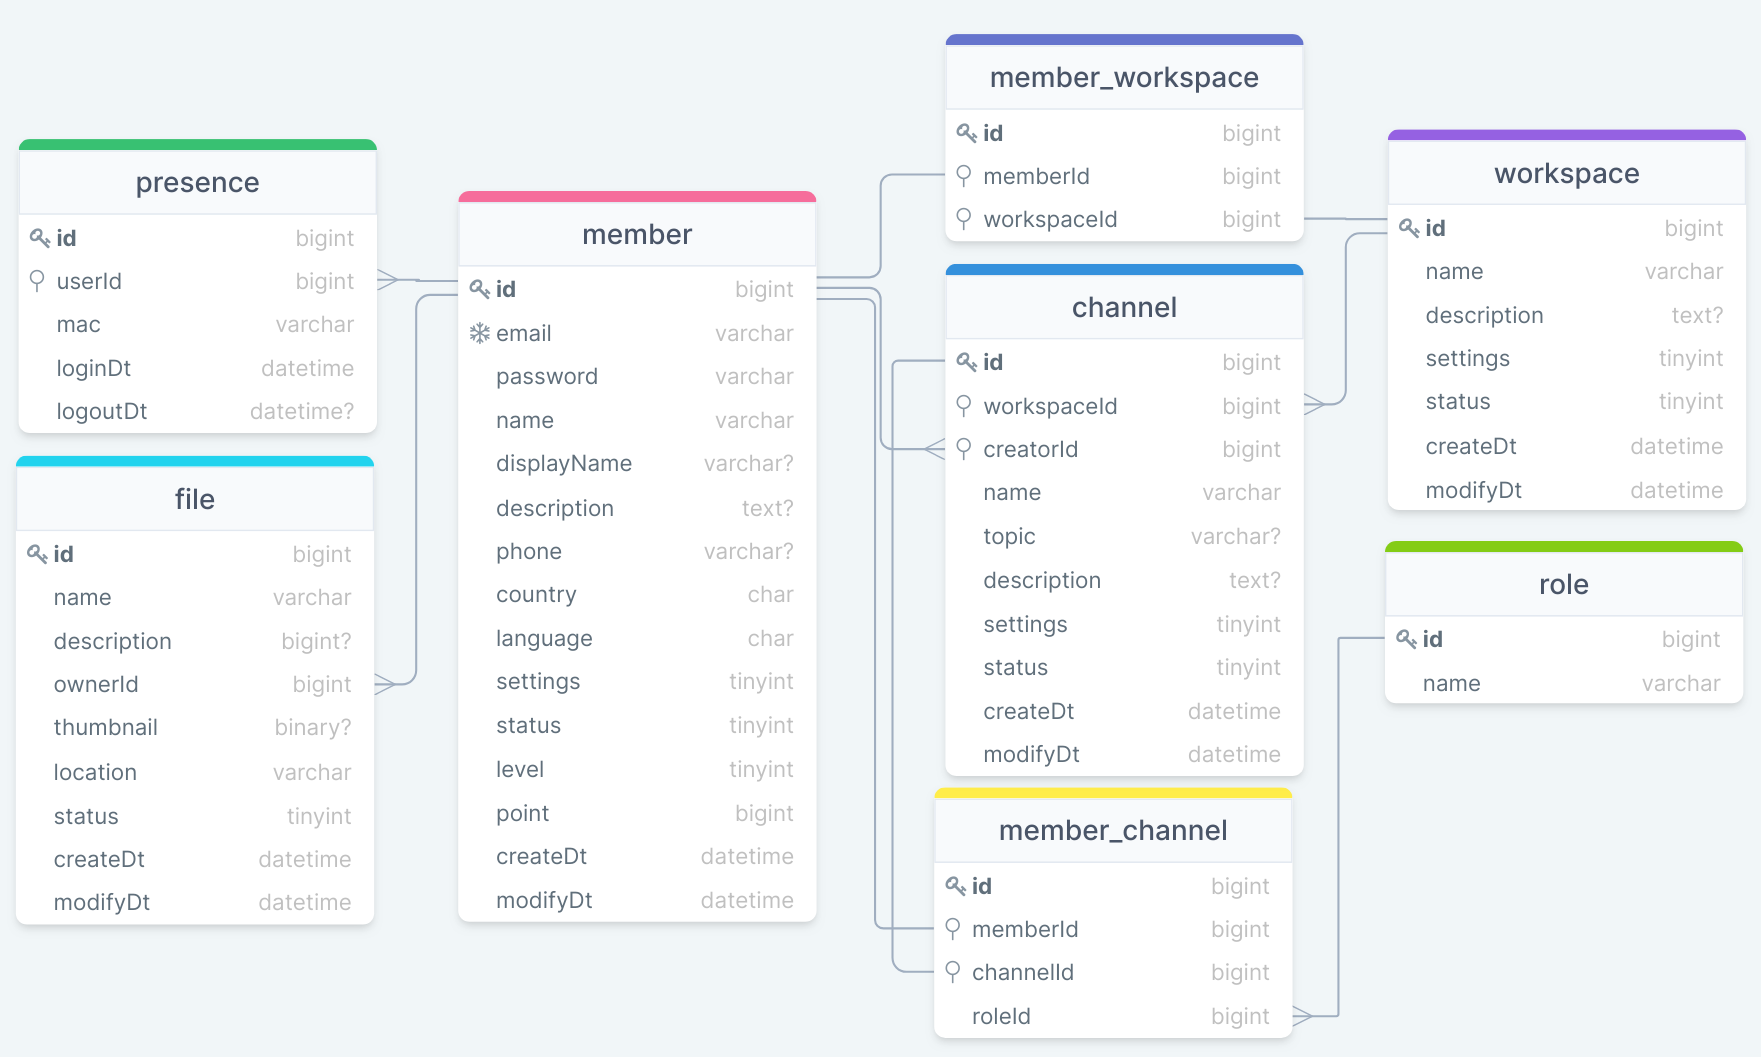 presence
id bigint
userId bigint
mac varchar
loginDt datetime
logoutDt datetime?
file
id bigint
name varchar
description bigint?
ownerId bigint
thumbnail binary?
location varchar
status tinyint
createDt datetime
modifyDt datetime
member
id bigint
email varchar
password varchar
name varchar
displayName varchar?
description text?
phone varchar?
country char
language char
settings tinyint
status tinyint
level tinyint
point bigint
createDt datetime
modifyDt datetime
member_workspace
id bigint
memberId bigint
workspaceId bigint
channel
id bigint
workspaceId bigint
creatorId bigint
name varchar
topic varchar?
description text?
settings tinyint
status tinyint
createDt datetime
modifyDt datetime
member_channel
id bigint
memberId bigint
channelId bigint
roleId bigint
workspace
id bigint
name varchar
description text?
settings tinyint
status tinyint
createDt datetime
modifyDt datetime
role
id bigint
name varchar